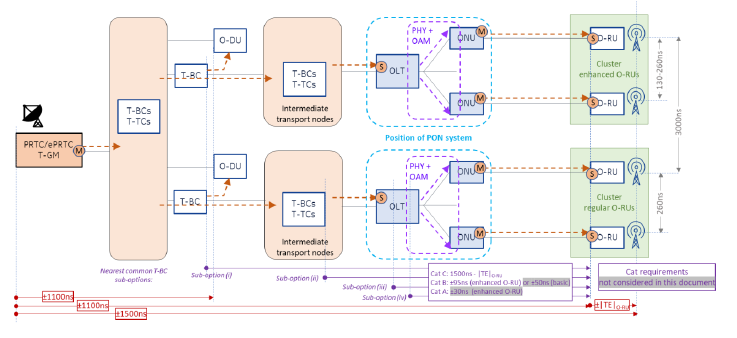 O-DU
PHY +
OAM
ONU
M
S
O-RU
T-BC
S
OLT
T-BCs
T-TCs
Cluster
enhanced O-RUs
130-260ns
T-BCs
T-TCs
ONU
M
S
O-RU
Intermediate
transport nodes
3000ns
PRTC/ePRTC
T-GM
M
Position of PON system
O-DU
PHY +
OAM
ONU
M
S
O-RU
T-BC
S
OLT
T-BCs
T-TCs
Cluster
regular O-RUs
260ns
ONU
M
S
O-RU
Intermediate
transport nodes
Nearest common T-BC
sub-options:
Sub-option (i)
Sub-option (ii)
Sub-option (iii)
Sub-option (iv)
Cat C: 1500ns - |TE|O-RU
Cat B: ±95ns (enhanced O-RU) or ±50ns (basic)
Cat A: ±30ns (enhanced O-RU)
Cat requirements
not considered in this document
±1100ns
±1100ns
±|TE|O-RU
±1500ns